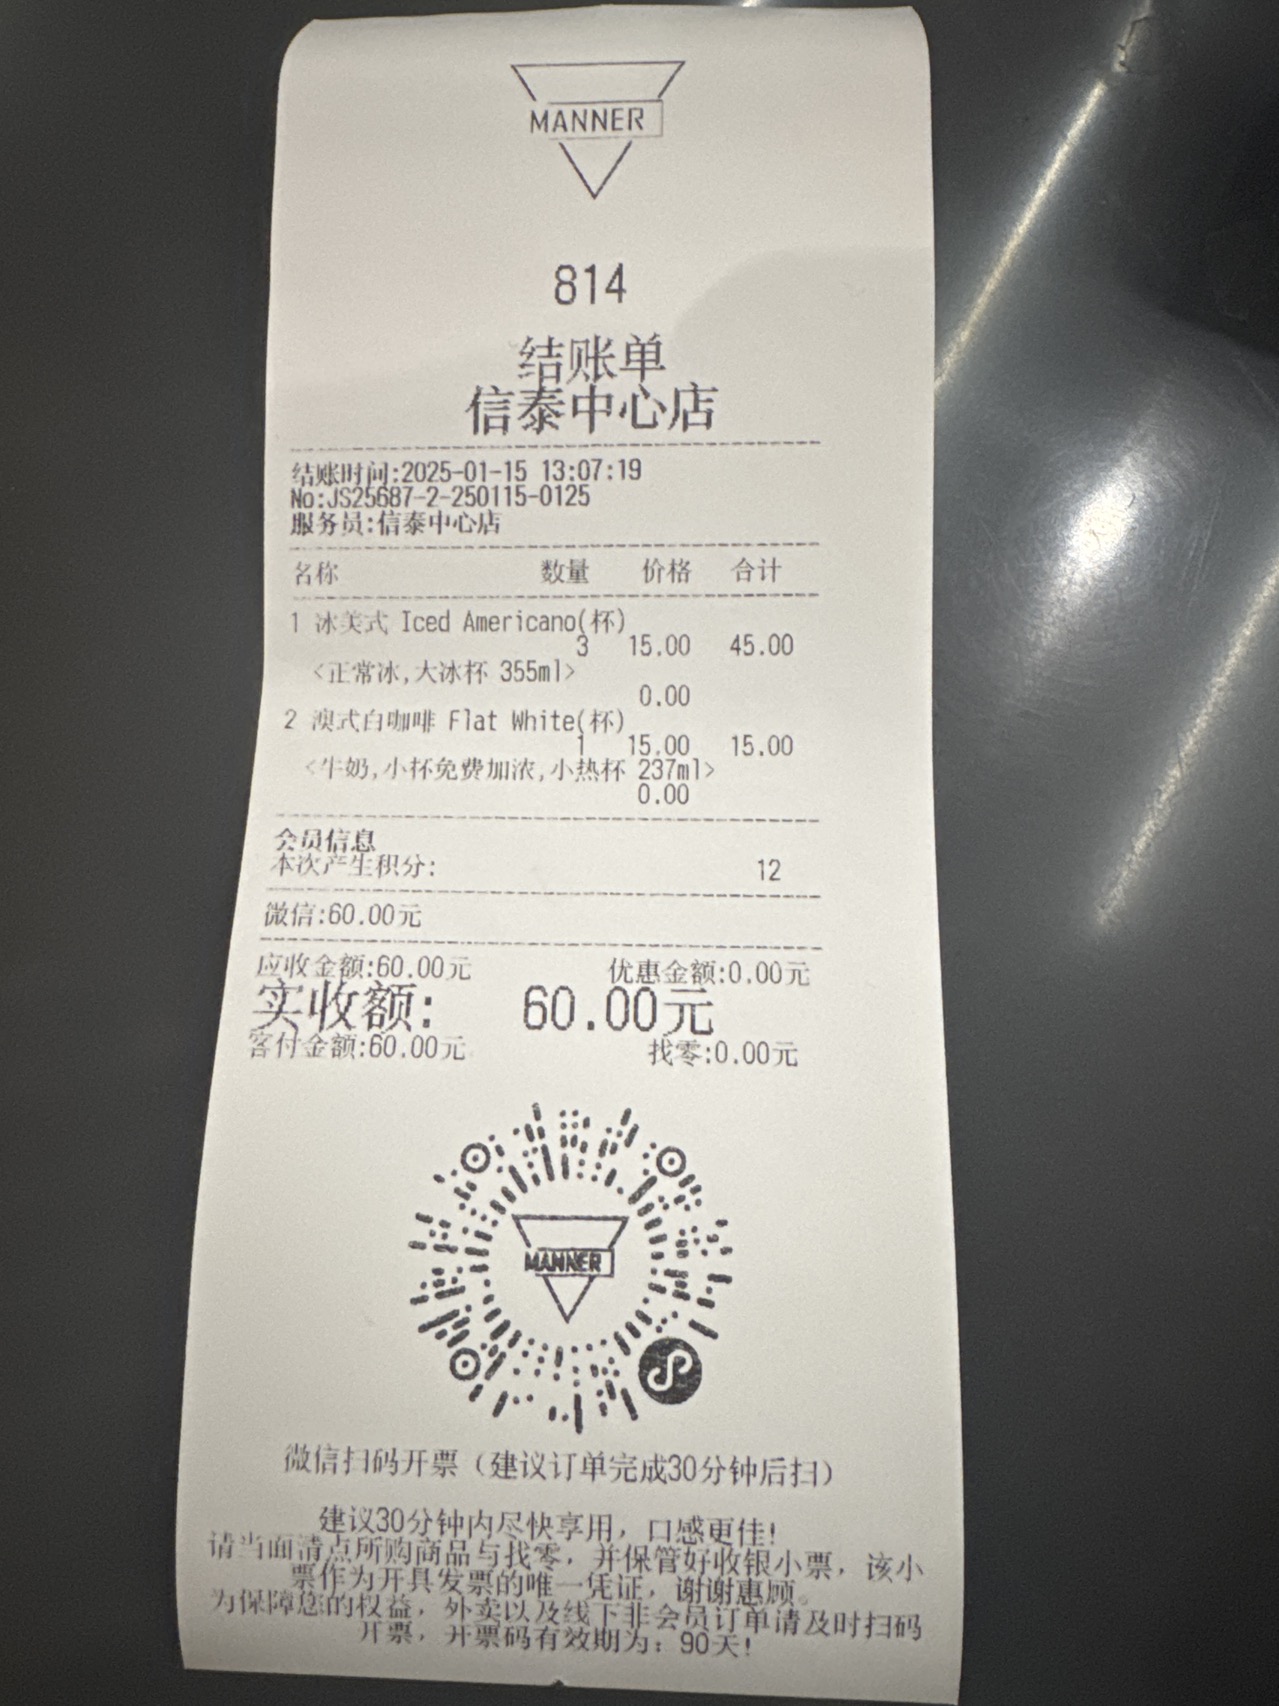 MANNER
814
结账单
信泰中心店
结账时间:2025-01-15 13:07:19
No:JS25687-2-250115-0125
服务员:信泰中心店
名称 数量 价格 合计
1 冰美式 Iced Americano(杯)
3 15.00 45.00
<正常冰,大冰杯 355ml>
0.00
2 澳式白咖啡 Flat White(杯)
1 15.00 15.00
<牛奶,小杯免费加浓,小热杯 237ml>
0.00
会员信息
本次产生积分: 12
微信:60.00元
应收金额:60.00元 优惠金额:0.00元
实收额: 60.00元
客付金额:60.00元 找零:0.00元
MANNER
微信扫码开票（建议订单完成30分钟后扫）
建议30分钟内尽快享用，口感更佳!
请当面清点所购商品与找零，并保管好收银小票，该小
票作为开具发票的唯一凭证，谢谢惠顾。
为保障您的权益，外卖以及线下非会员订单请及时扫码
开票，开票码有效期为：90天!